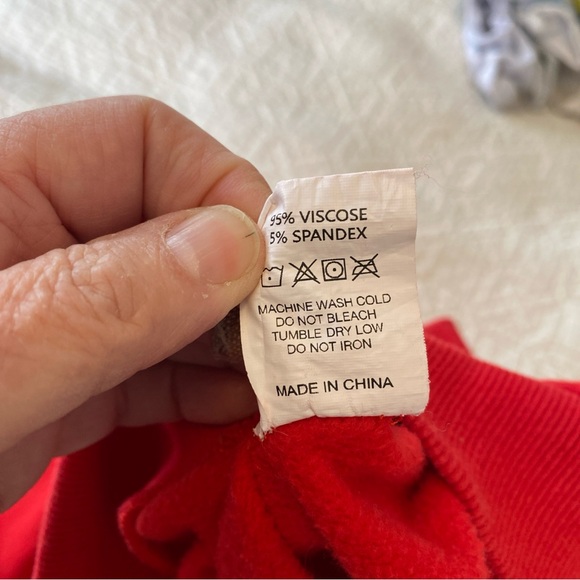 95% VISCOSE
5% SPANDEX
MACHINE WASH COLD
DO NOT BLEACH
TUMBLE DRY LOW
DO NOT IRON
MADE IN CHINA